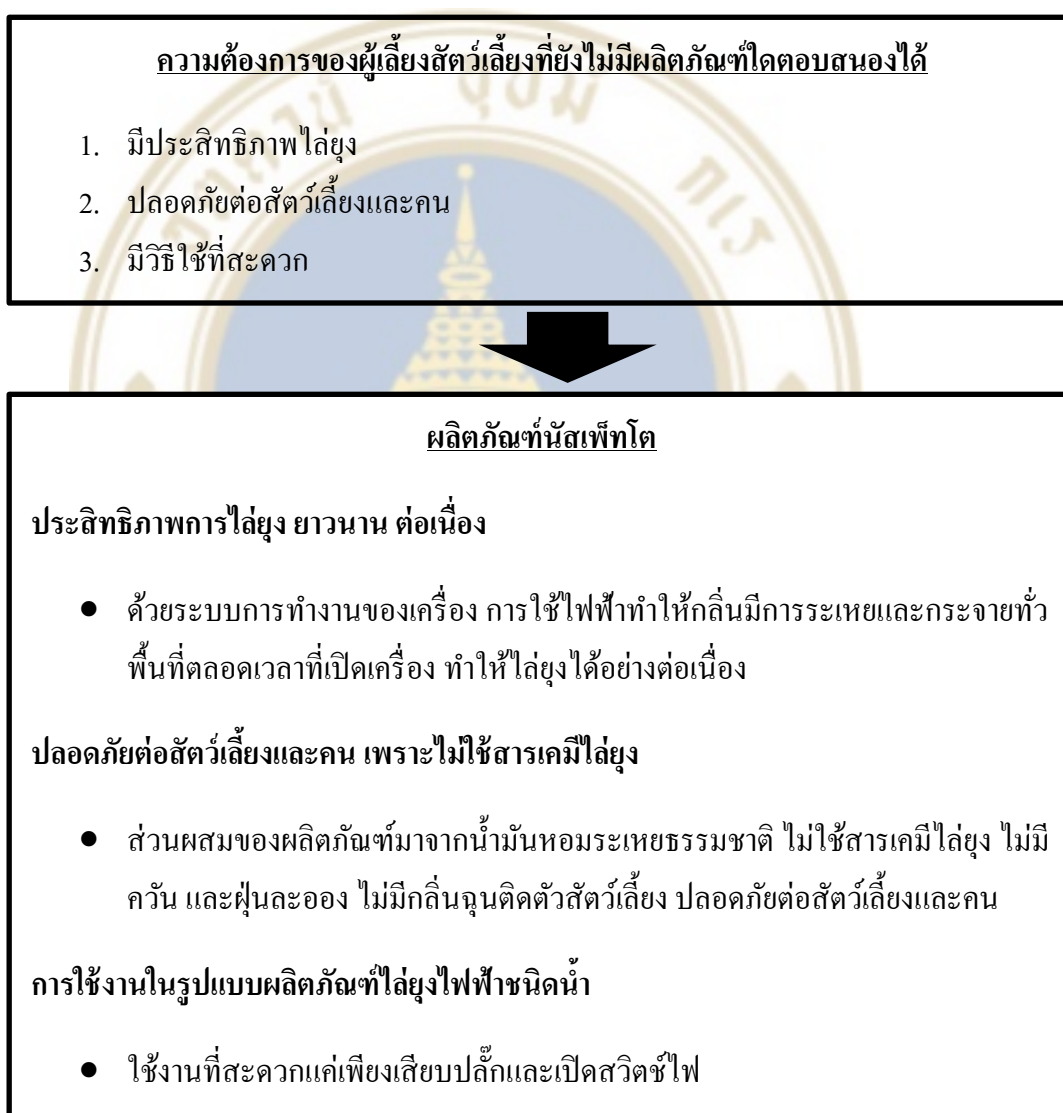 ความต้องการของผู้เลี้ยงสัตว์เลี้ยงที่ยังไม่มีผลิตภัณฑ์ใดตอบสนองได้
1. มีประสิทธิภาพไล่ยุง
2. ปลอดภัยต่อสัตว์เลี้ยงและคน
3. มีวิธีใช้ที่สะดวก
ผลิตภัณฑ์นัสเพ็ทโต
ประสิทธิภาพการไล่ยุง ยาวนาน ต่อเนื่อง
● ด้วยระบบการทำงานของเครื่อง การใช้ไฟฟ้าทำให้กลิ่นมีการระเหยและกระจายทั่ว
พื้นที่ตลอดเวลาที่เปิดเครื่อง ทำให้ไล่ยุงได้อย่างต่อเนื่อง
ปลอดภัยต่อสัตว์เลี้ยงและคน เพราะไม่ใช้สารเคมีไล่ยุง
● ส่วนผสมของผลิตภัณฑ์มาจากน้ำมันหอมระเหยธรรมชาติ ไม่ใช้สารเคมีไล่ยุง ไม่มี
ควัน และฝุ่นละออง ไม่มีกลิ่นฉุนติดตัวสัตว์เลี้ยง ปลอดภัยต่อสัตว์เลี้ยงและคน
การใช้งานในรูปแบบผลิตภัณฑ์ไล่ยุงไฟฟ้าชนิดน้ำ
● ใช้งานที่สะดวกแค่เพียงเสียบปลั๊กและเปิดสวิตช์ไฟ